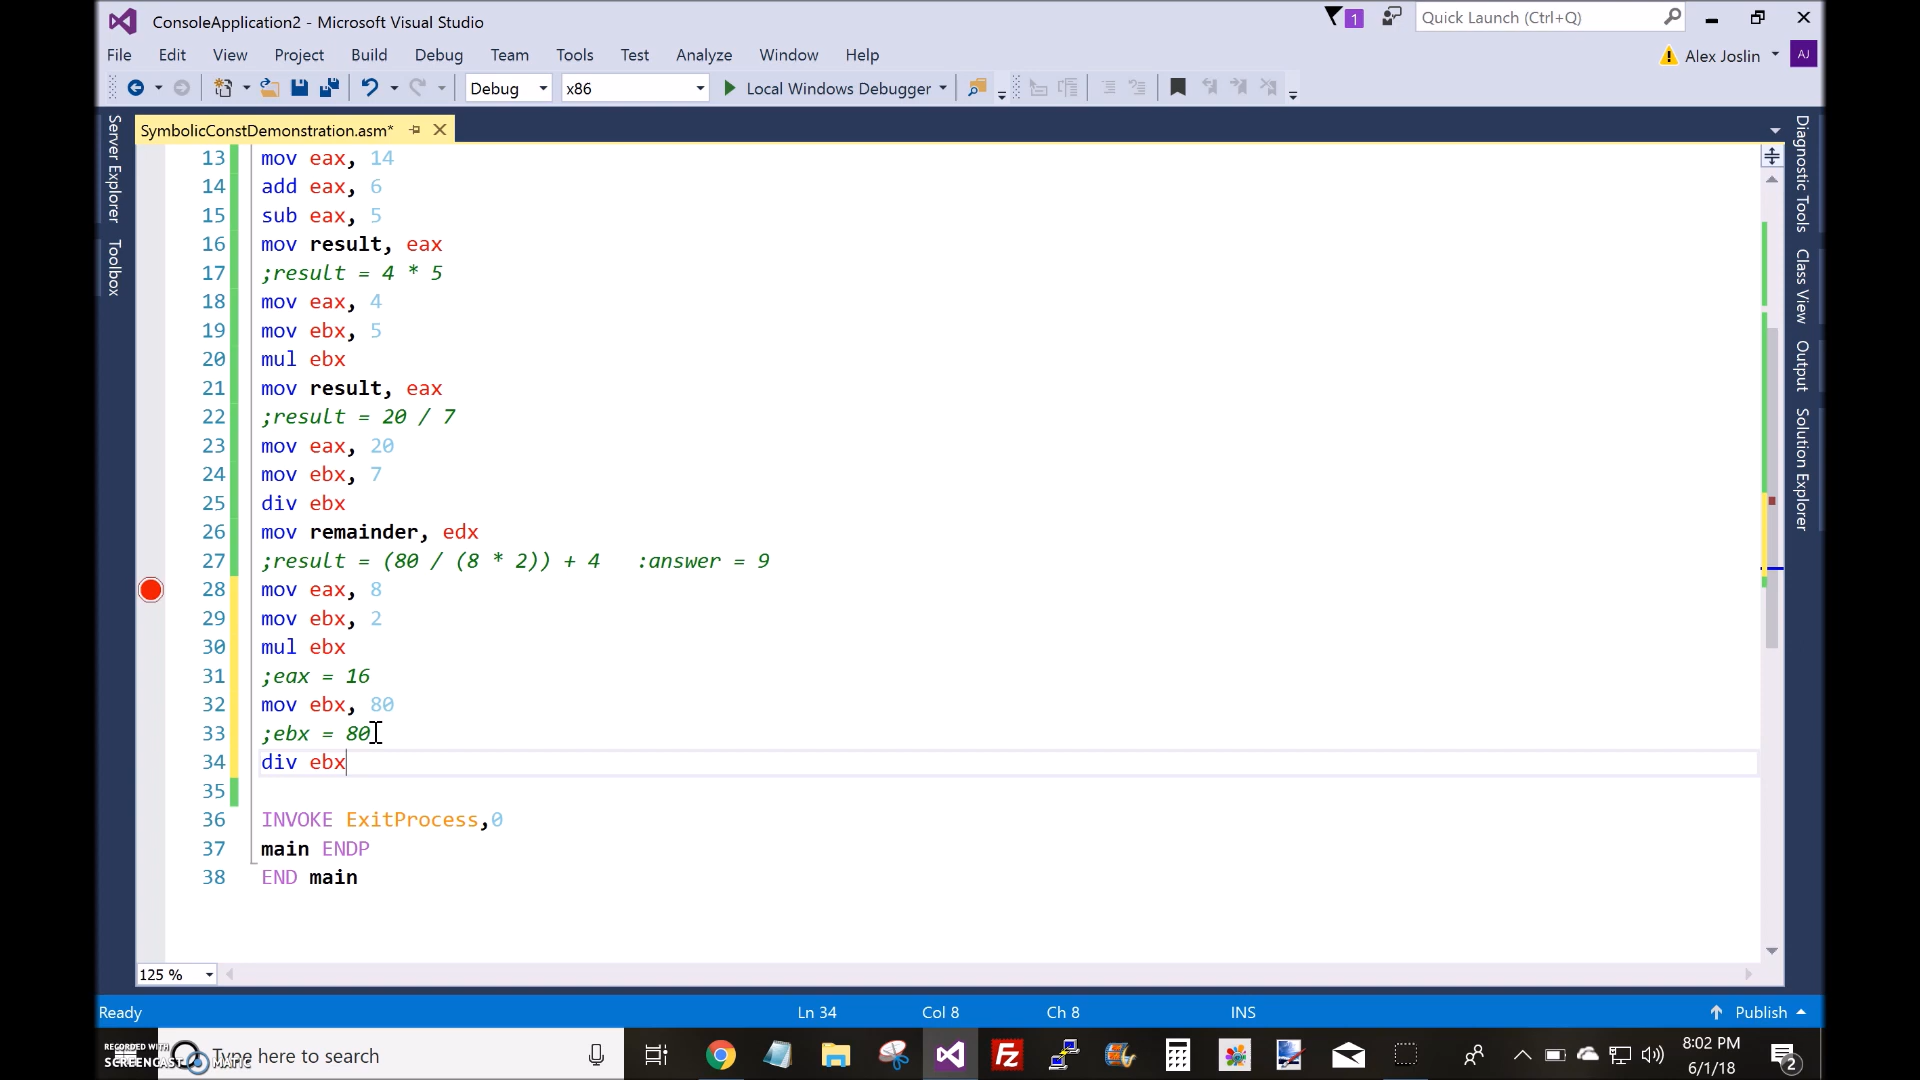 ConsoleApplication2 - Microsoft Visual Studio
1
Quick Launch (Ctrl+Q)
File Edit View Project Build Debug Team Tools Test Analyze Window Help
Alex Joslin AJ
Debug x86 Local Windows Debugger
SymbolicConstDemonstration.asm*
Server Explorer
Toolbox
13 mov eax, 14
14 add eax, 6
15 sub eax, 5
16 mov result, eax
17 ;result = 4 * 5
18 mov eax, 4
19 mov ebx, 5
20 mul ebx
21 mov result, eax
22 ;result = 20 / 7
23 mov eax, 20
24 mov ebx, 7
25 div ebx
26 mov remainder, edx
27 ;result = (80 / (8 * 2)) + 4 :answer = 9
28 mov eax, 8
29 mov ebx, 2
30 mul ebx
31 ;eax = 16
32 mov ebx, 80
33 ;ebx = 80
34 div ebx
35
36 INVOKE ExitProcess,0
37 main ENDP
38 END main
Diagnostic Tools
Class View
Output
Solution Explorer
125 %
Ready Ln 34 Col 8 Ch 8 INS Publish
RECORDED WITH
SCREENCAST MATIC
Type here to search
8:02 PM
6/1/18
2